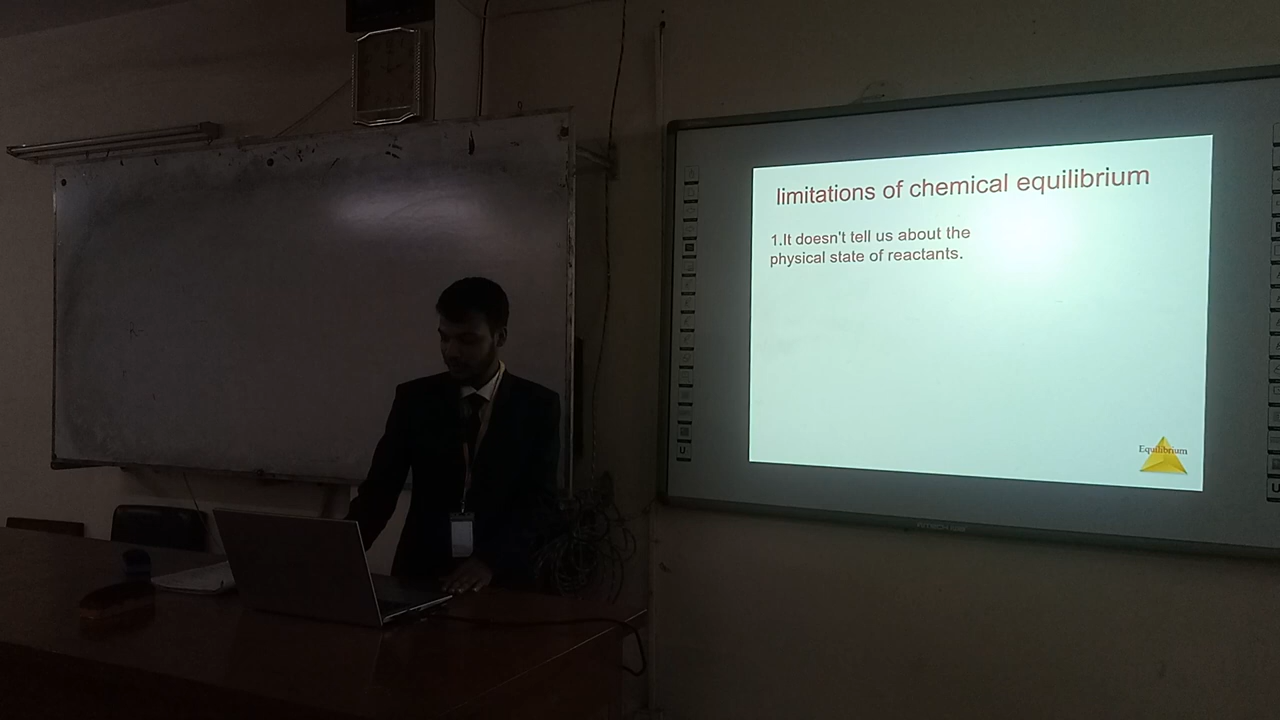 limitations of chemical equilibrium
1.It doesn't tell us about the
physical state of reactants.
Equilibrium
U
U